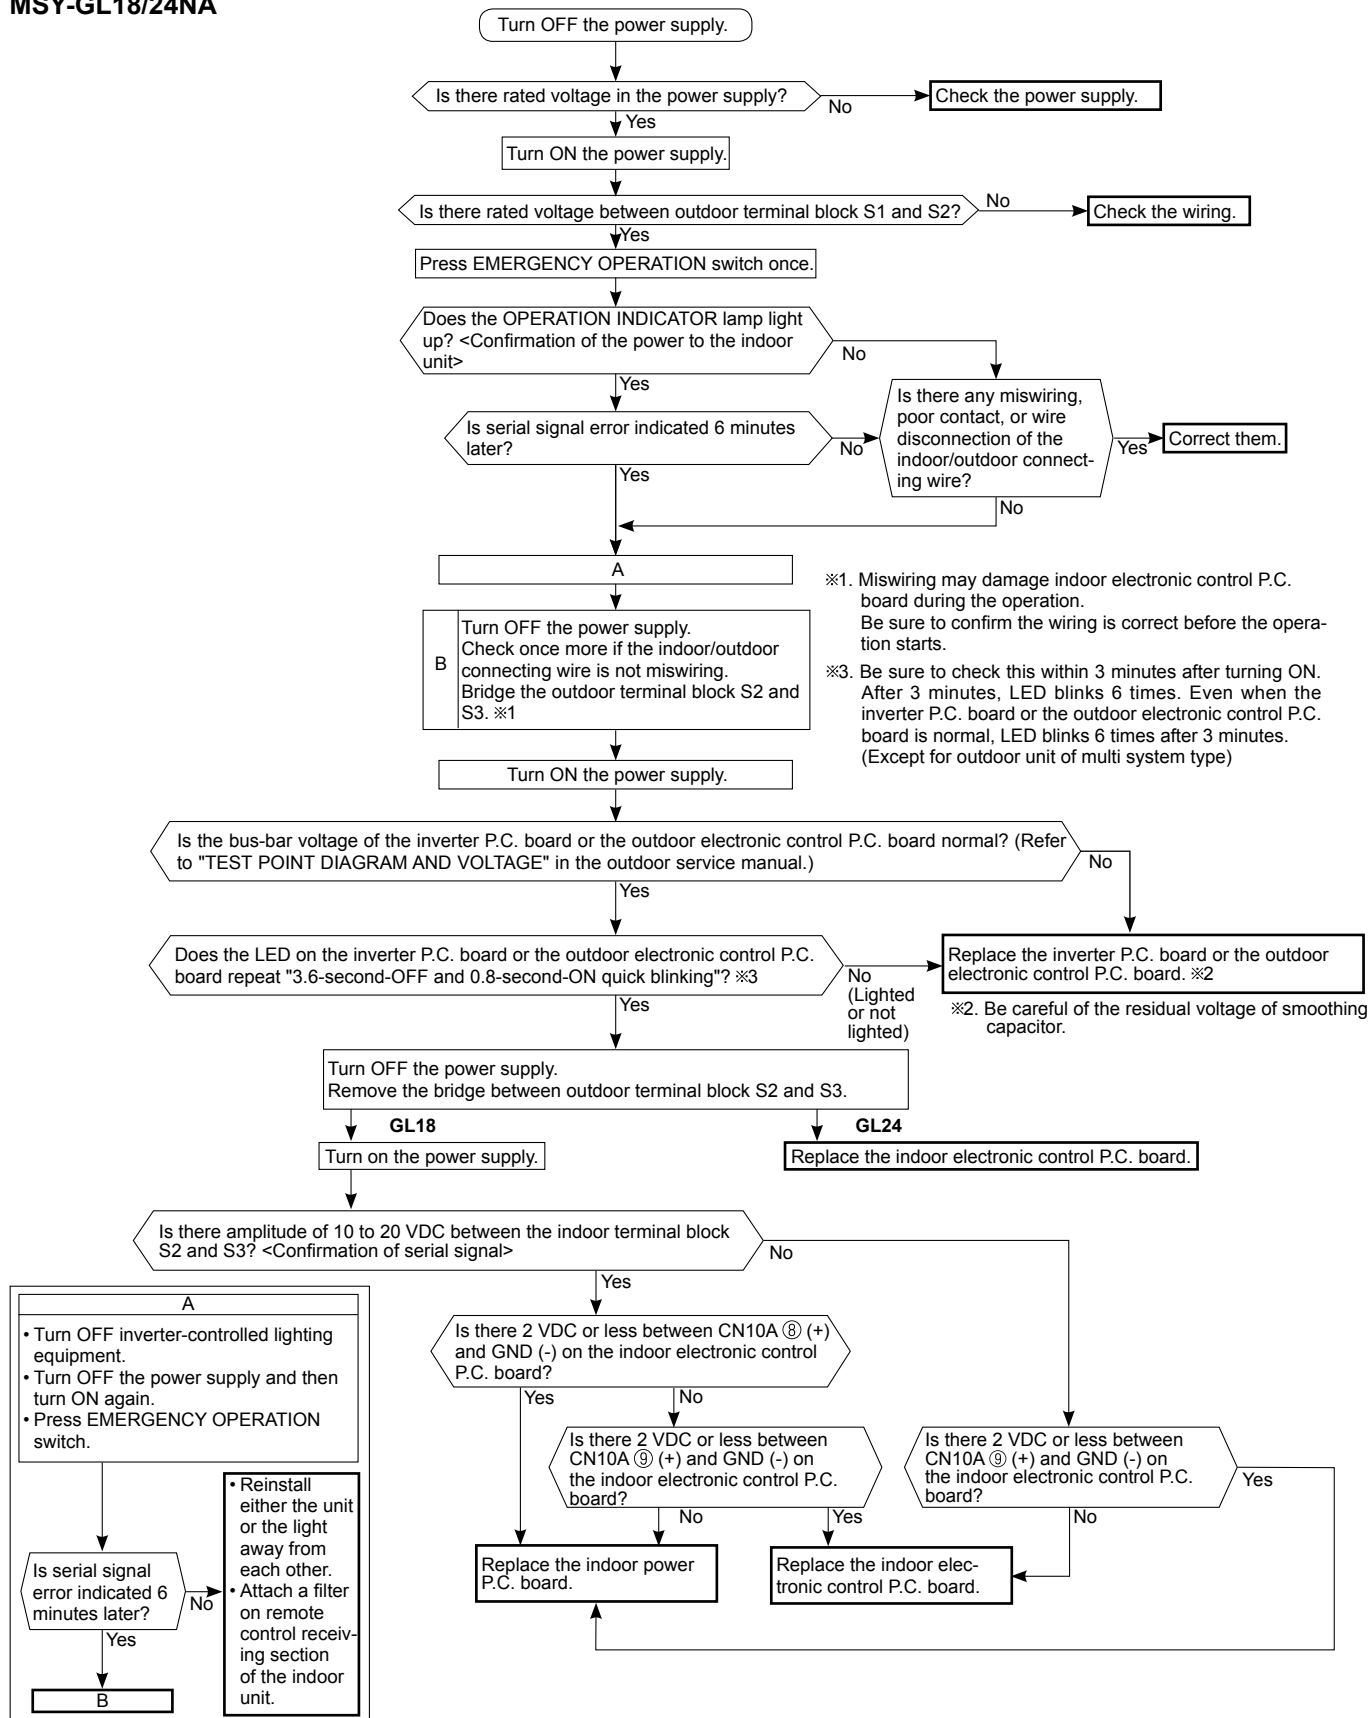 MSY-GL18/24NA
Turn OFF the power supply.
Is there rated voltage in the power supply?
No
Check the power supply.
Yes
Turn ON the power supply.
Is there rated voltage between outdoor terminal block S1 and S2?
No
Check the wiring.
Yes
Press EMERGENCY OPERATION switch once.
Does the OPERATION INDICATOR lamp light
up? <Confirmation of the power to the indoor
unit>
No
Yes
Is serial signal error indicated 6 minutes
later?
No
Yes
Is there any miswiring,
poor contact, or wire
disconnection of the
indoor/outdoor connect-
ing wire?
Yes
Correct them.
No
A
B
Turn OFF the power supply.
Check once more if the indoor/outdoor
connecting wire is not miswiring.
Bridge the outdoor terminal block S2 and
S3. ※1
※1. Miswiring may damage indoor electronic control P.C.
board during the operation.
Be sure to confirm the wiring is correct before the opera-
tion starts.
※3. Be sure to check this within 3 minutes after turning ON.
After 3 minutes, LED blinks 6 times. Even when the
inverter P.C. board or the outdoor electronic control P.C.
board is normal, LED blinks 6 times after 3 minutes.
(Except for outdoor unit of multi system type)
Turn ON the power supply.
Is the bus-bar voltage of the inverter P.C. board or the outdoor electronic control P.C. board normal? (Refer
to "TEST POINT DIAGRAM AND VOLTAGE" in the outdoor service manual.)
No
Yes
Does the LED on the inverter P.C. board or the outdoor electronic control P.C.
board repeat "3.6-second-OFF and 0.8-second-ON quick blinking"? ※3
No
(Lighted
or not
lighted)
Yes
Replace the inverter P.C. board or the outdoor
electronic control P.C. board. ※2
※2. Be careful of the residual voltage of smoothing
capacitor.
Turn OFF the power supply.
Remove the bridge between outdoor terminal block S2 and S3.
GL18
GL24
Turn on the power supply.
Replace the indoor electronic control P.C. board.
Is there amplitude of 10 to 20 VDC between the indoor terminal block
S2 and S3? <Confirmation of serial signal>
No
Yes
Is there 2 VDC or less between CN10A ⑧ (+)
and GND (-) on the indoor electronic control
P.C. board?
Yes
No
Is there 2 VDC or less between
CN10A ⑨ (+) and GND (-) on
the indoor electronic control P.C.
board?
No
Yes
Is there 2 VDC or less between
CN10A ⑨ (+) and GND (-) on
the indoor electronic control P.C.
board?
Yes
No
Replace the indoor power
P.C. board.
Replace the indoor elec-
tronic control P.C. board.
A
• Turn OFF inverter-controlled lighting
equipment.
• Turn OFF the power supply and then
turn ON again.
• Press EMERGENCY OPERATION
switch.
Is serial signal
error indicated 6
minutes later?
No
Yes
B
• Reinstall
either the unit
or the light
away from
each other.
• Attach a filter
on remote
control receiv-
ing section
of the indoor
unit.